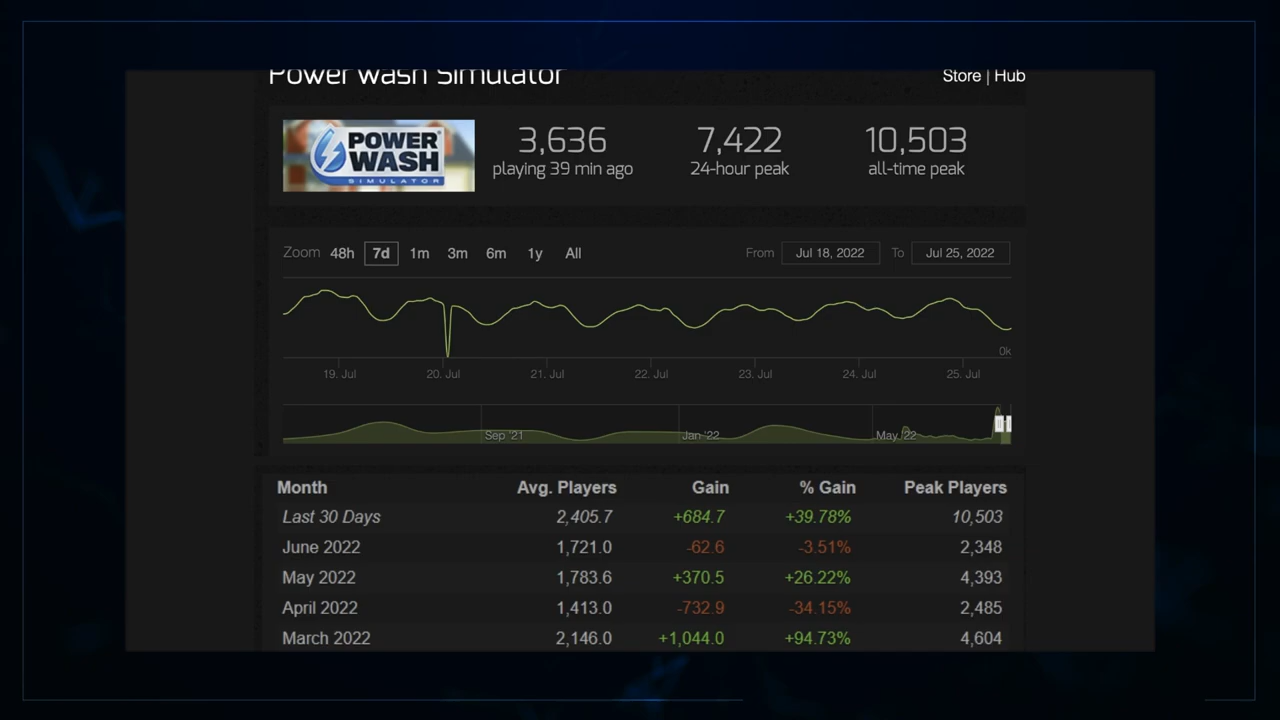 PowerWash Simulator
Store | Hub
POWER WASH SIMULATOR
3,636
playing 39 min ago
7,422
24-hour peak
10,503
all-time peak
Zoom 48h 7d 1m 3m 6m 1y All
From Jul 18, 2022 To Jul 25, 2022
0k
19. Jul 20. Jul 21. Jul 22. Jul 23. Jul 24. Jul 25. Jul
Sep '21 Jan '22 May '22
Month Avg. Players Gain % Gain Peak Players
Last 30 Days 2,405.7 +684.7 +39.78% 10,503
June 2022 1,721.0 -62.6 -3.51% 2,348
May 2022 1,783.6 +370.5 +26.22% 4,393
April 2022 1,413.0 -732.9 -34.15% 2,485
March 2022 2,146.0 +1,044.0 +94.73% 4,604